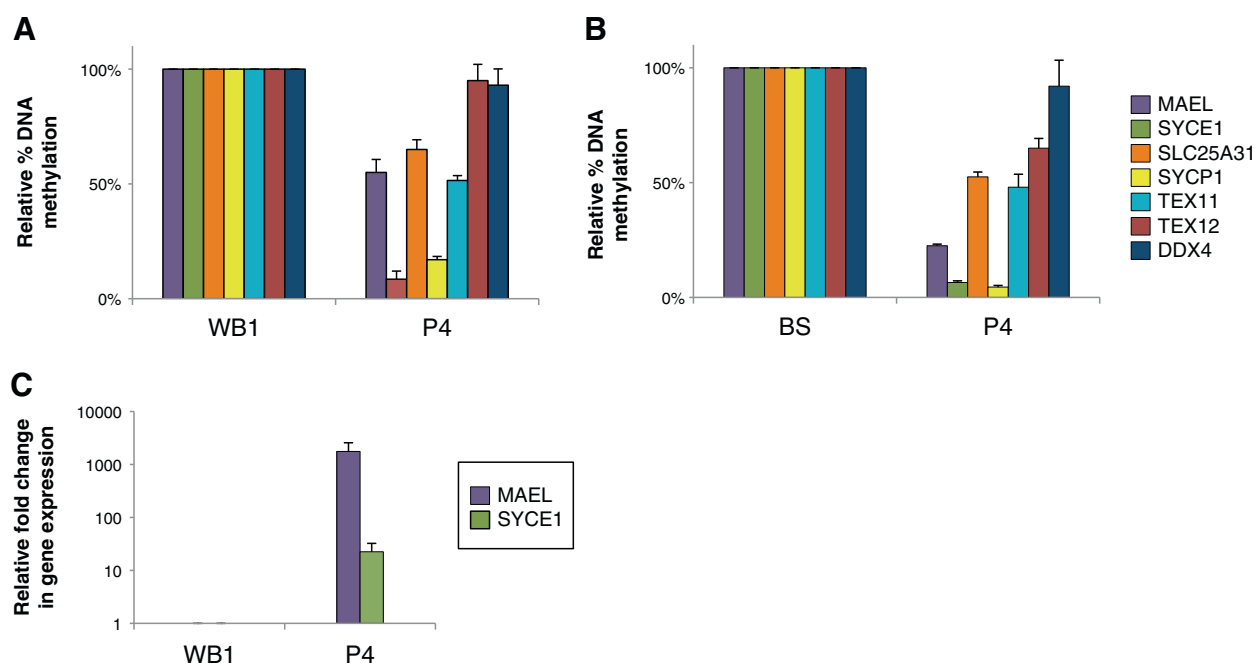 A
Relative % DNA
methylation
100%
50%
0%
WB1
P4
B
Relative % DNA
methylation
100%
50%
0%
BS
P4
MAEL
SYCE1
SLC25A31
SYCP1
TEX11
TEX12
DDX4
C
Relative fold change
in gene expression
10000
1000
100
10
1
WB1
P4
MAEL
SYCE1